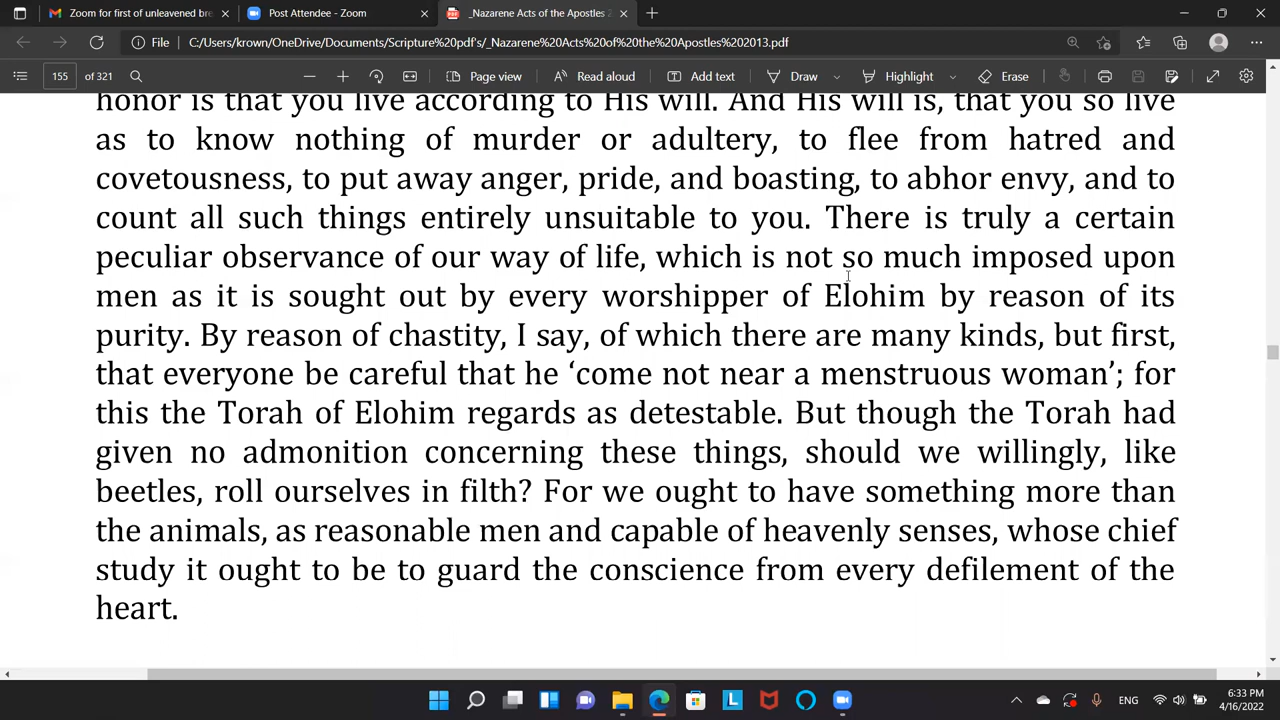 Zoom for first of unleavened bre
Post Attendee - Zoom
_Nazarene Acts of the Apostles 2
File
C:/Users/krown/OneDrive/Documents/Scripture%20pdf's/_Nazarene%20Acts%20of%20the%20Apostles%202013.pdf
155 of 321
Page view
Read aloud
Add text
Draw
Highlight
Erase
honor is that you live according to His will. And His will is, that you so live
as to know nothing of murder or adultery, to flee from hatred and
covetousness, to put away anger, pride, and boasting, to abhor envy, and to
count all such things entirely unsuitable to you. There is truly a certain
peculiar observance of our way of life, which is not so much imposed upon
men as it is sought out by every worshipper of Elohim by reason of its
purity. By reason of chastity, I say, of which there are many kinds, but first,
that everyone be careful that he ‘come not near a menstruous woman’; for
this the Torah of Elohim regards as detestable. But though the Torah had
given no admonition concerning these things, should we willingly, like
beetles, roll ourselves in filth? For we ought to have something more than
the animals, as reasonable men and capable of heavenly senses, whose chief
study it ought to be to guard the conscience from every defilement of the
heart.
ENG
6:33 PM
4/16/2022